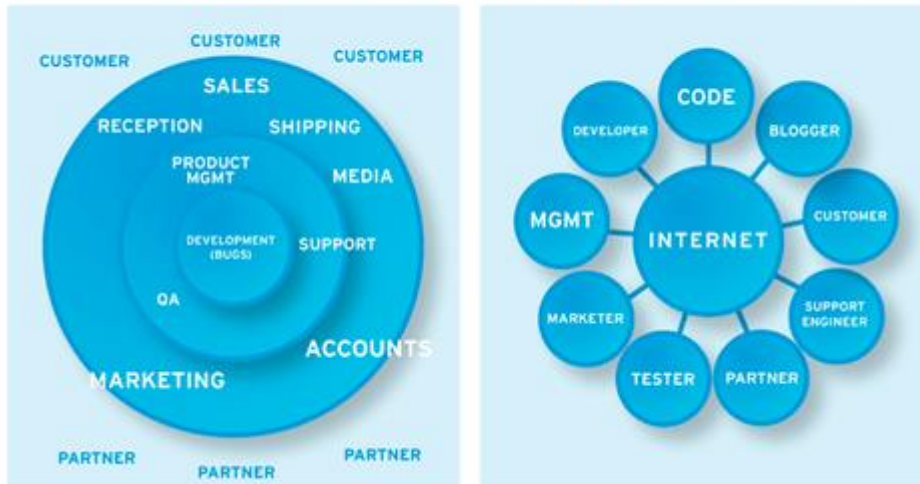 CUSTOMER
CUSTOMER
CUSTOMER
SALES
RECEPTION
SHIPPING
PRODUCT
MGMT
MEDIA
DEVELOPMENT
(BUGS)
SUPPORT
QA
ACCOUNTS
MARKETING
PARTNER
PARTNER
PARTNER
CODE
DEVELOPER
BLOGGER
MGMT
INTERNET
CUSTOMER
MARKETER
SUPPORT
ENGINEER
TESTER
PARTNER